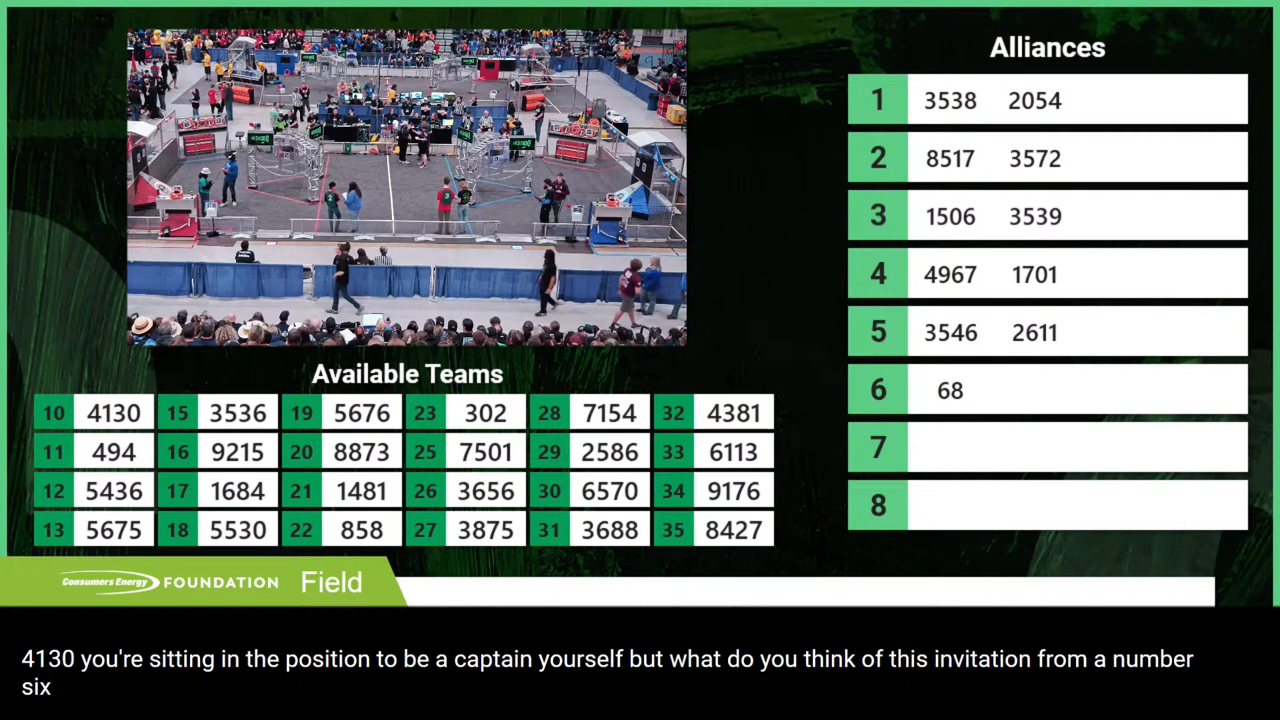 Alliances
1 3538 2054
2 8517 3572
3 1506 3539
4 4967 1701
5 3546 2611
6 68
7
8
Available Teams
10 4130 15 3536 19 5676 23 302 28 7154 32 4381
11 494 16 9215 20 8873 25 7501 29 2586 33 6113
12 5436 17 1684 21 1481 26 3656 30 6570 34 9176
13 5675 18 5530 22 858 27 3875 31 3688 35 8427
Consumers Energy FOUNDATION Field
4130 you're sitting in the position to be a captain yourself but what do you think of this invitation from a number
six